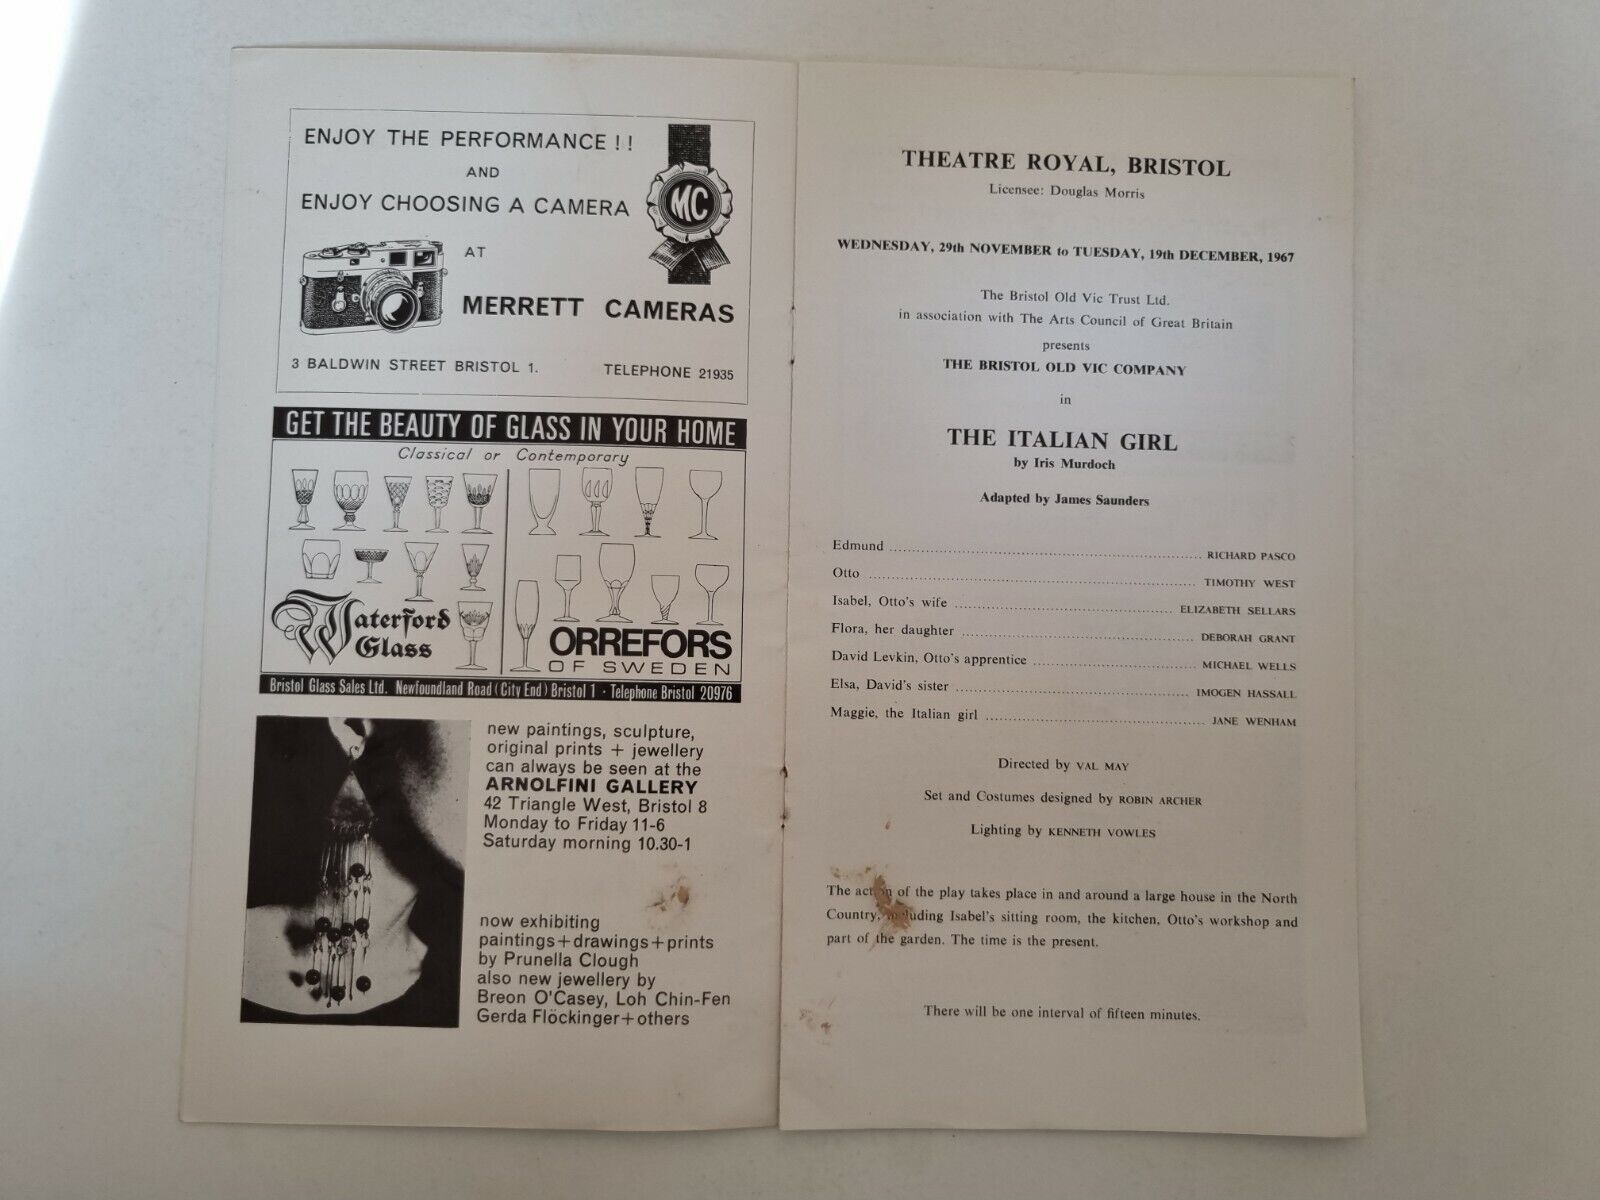 ENJOY THE PERFORMANCE!!
AND
ENJOY CHOOSING A CAMERA
MC
AT
MERRETT CAMERAS
3 BALDWIN STREET BRISTOL 1. TELEPHONE 21935
GET THE BEAUTY OF GLASS IN YOUR HOME
Classical or Contemporary
Waterford
Glass
ORREFORS
OF SWEDEN
Bristol Glass Sales Ltd. Newfoundland Road (City End) Bristol 1 · Telephone Bristol 20976
new paintings, sculpture,
original prints + jewellery
can always be seen at the
ARNOLFINI GALLERY
42 Triangle West, Bristol 8
Monday to Friday 11-6
Saturday morning 10.30-1
now exhibiting
paintings+drawings+prints
by Prunella Clough
also new jewellery by
Breon O'Casey, Loh Chin-Fen
Gerda Flöckinger+others
THEATRE ROYAL, BRISTOL
Licensee: Douglas Morris
WEDNESDAY, 29th NOVEMBER to TUESDAY, 19th DECEMBER, 1967
The Bristol Old Vic Trust Ltd.
in association with The Arts Council of Great Britain
presents
THE BRISTOL OLD VIC COMPANY
in
THE ITALIAN GIRL
by Iris Murdoch
Adapted by James Saunders
Edmund ........ RICHARD PASCO
Otto ........ TIMOTHY WEST
Isabel, Otto's wife ........ ELIZABETH SELLARS
Flora, her daughter ........ DEBORAH GRANT
David Levkin, Otto's apprentice ........ MICHAEL WELLS
Elsa, David's sister ........ IMOGEN HASSALL
Maggie, the Italian girl ........ JANE WENHAM
Directed by VAL MAY
Set and Costumes designed by ROBIN ARCHER
Lighting by KENNETH VOWLES
The action of the play takes place in and around a large house in the North
Country, including Isabel's sitting room, the kitchen, Otto's workshop and
part of the garden. The time is the present.
There will be one interval of fifteen minutes.